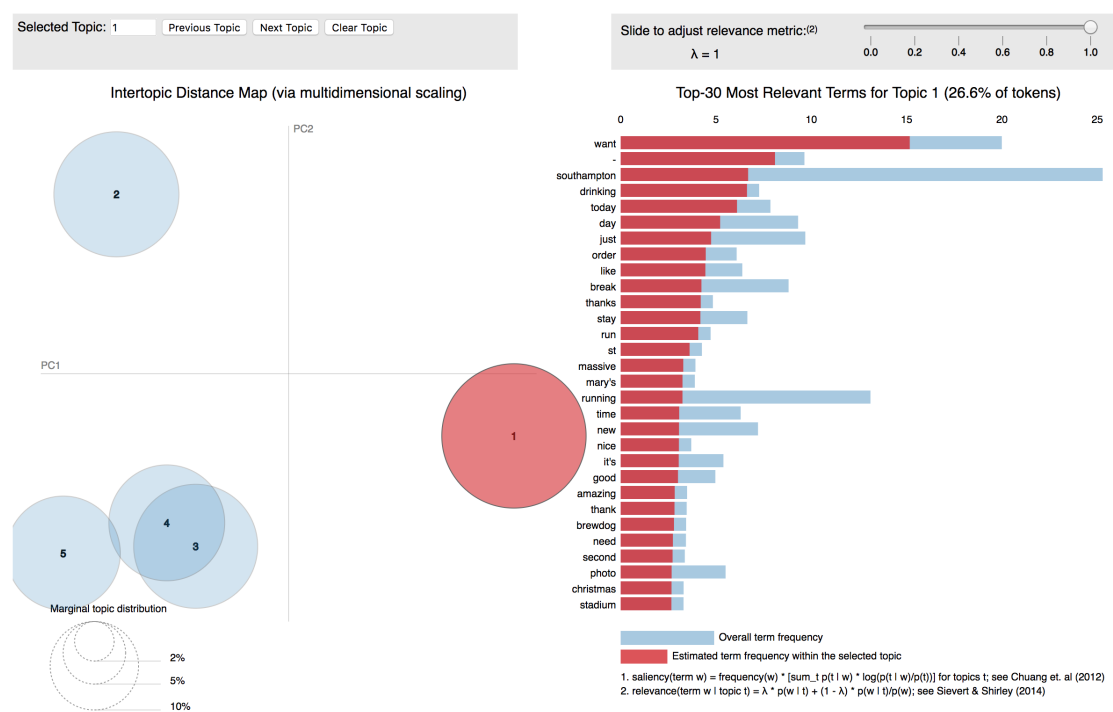 Selected Topic: 1 Previous Topic Next Topic Clear Topic
Slide to adjust relevance metric:(2)
λ = 1
0.0 0.2 0.4 0.6 0.8 1.0
Intertopic Distance Map (via multidimensional scaling)
PC2
PC1
2
1
4
3
5
Marginal topic distribution
2%
5%
10%
Top-30 Most Relevant Terms for Topic 1 (26.6% of tokens)
0 5 10 15 20 25
want
-
southampton
drinking
today
day
just
order
like
break
thanks
stay
run
st
massive
mary's
running
time
new
nice
it's
good
amazing
thank
brewdog
need
second
photo
christmas
stadium
Overall term frequency
Estimated term frequency within the selected topic
1. saliency(term w) = frequency(w) * [sum_t p(t | w) * log(p(t | w)/p(t))] for topics t; see Chuang et. al (2012)
2. relevance(term w | topic t) = λ * p(w | t) + (1 - λ) * p(w | t)/p(w); see Sievert & Shirley (2014)